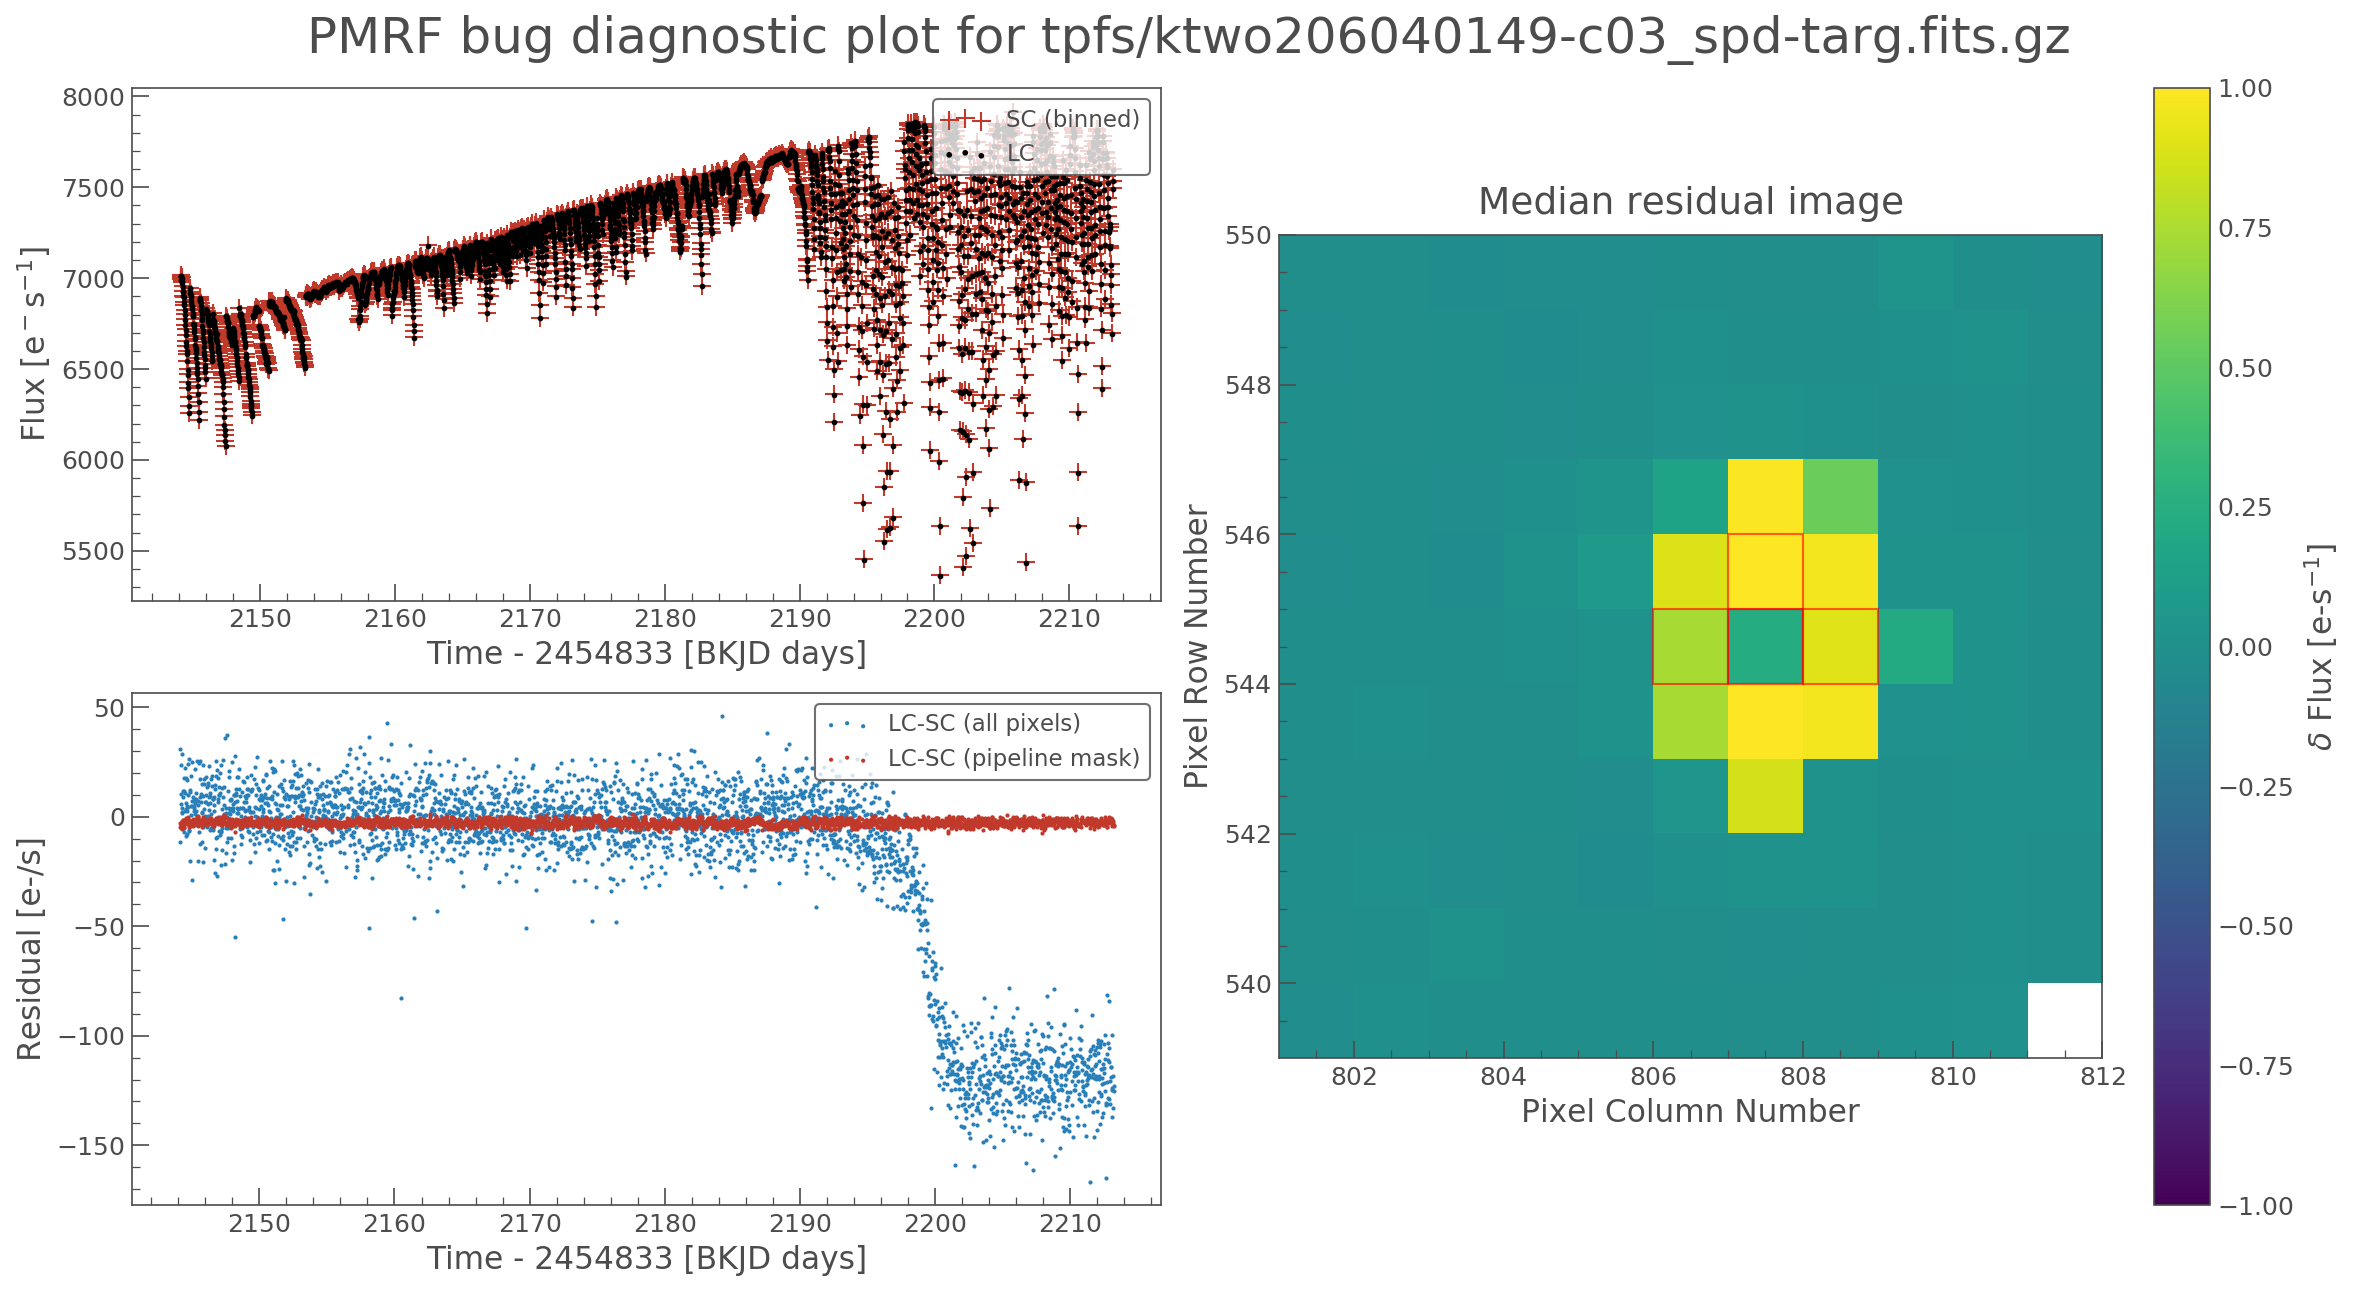 PMRF bug diagnostic plot for tpfs/ktwo206040149-c03_spd-targ.fits.gz
8000
7500
7000
6500
6000
5500
Flux [e⁻ s⁻¹]
SC (binned)
LC
2150 2160 2170 2180 2190 2200 2210
Time - 2454833 [BKJD days]
50
0
−50
−100
−150
Residual [e-/s]
LC-SC (all pixels)
LC-SC (pipeline mask)
2150 2160 2170 2180 2190 2200 2210
Time - 2454833 [BKJD days]
Median residual image
550
548
546
544
542
540
Pixel Row Number
802 804 806 808 810 812
Pixel Column Number
1.00
0.75
0.50
0.25
0.00
−0.25
−0.50
−0.75
−1.00
δ Flux [e-s⁻¹]